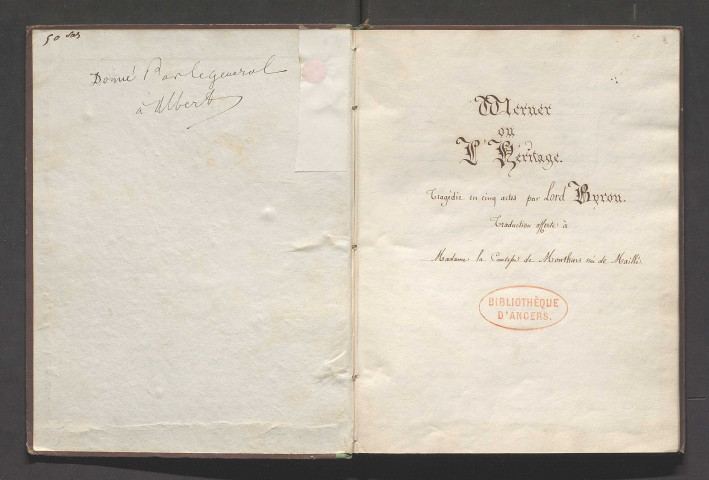 50 
Donné Par le general
à Albert
Werner
ou
L'Héritage.
Tragédie en cinq actes par Lord Byron.
Traduction offerte à
Madame la Comtesse de née de Maillé.
BIBLIOTHÈQUE
D'ANGERS.